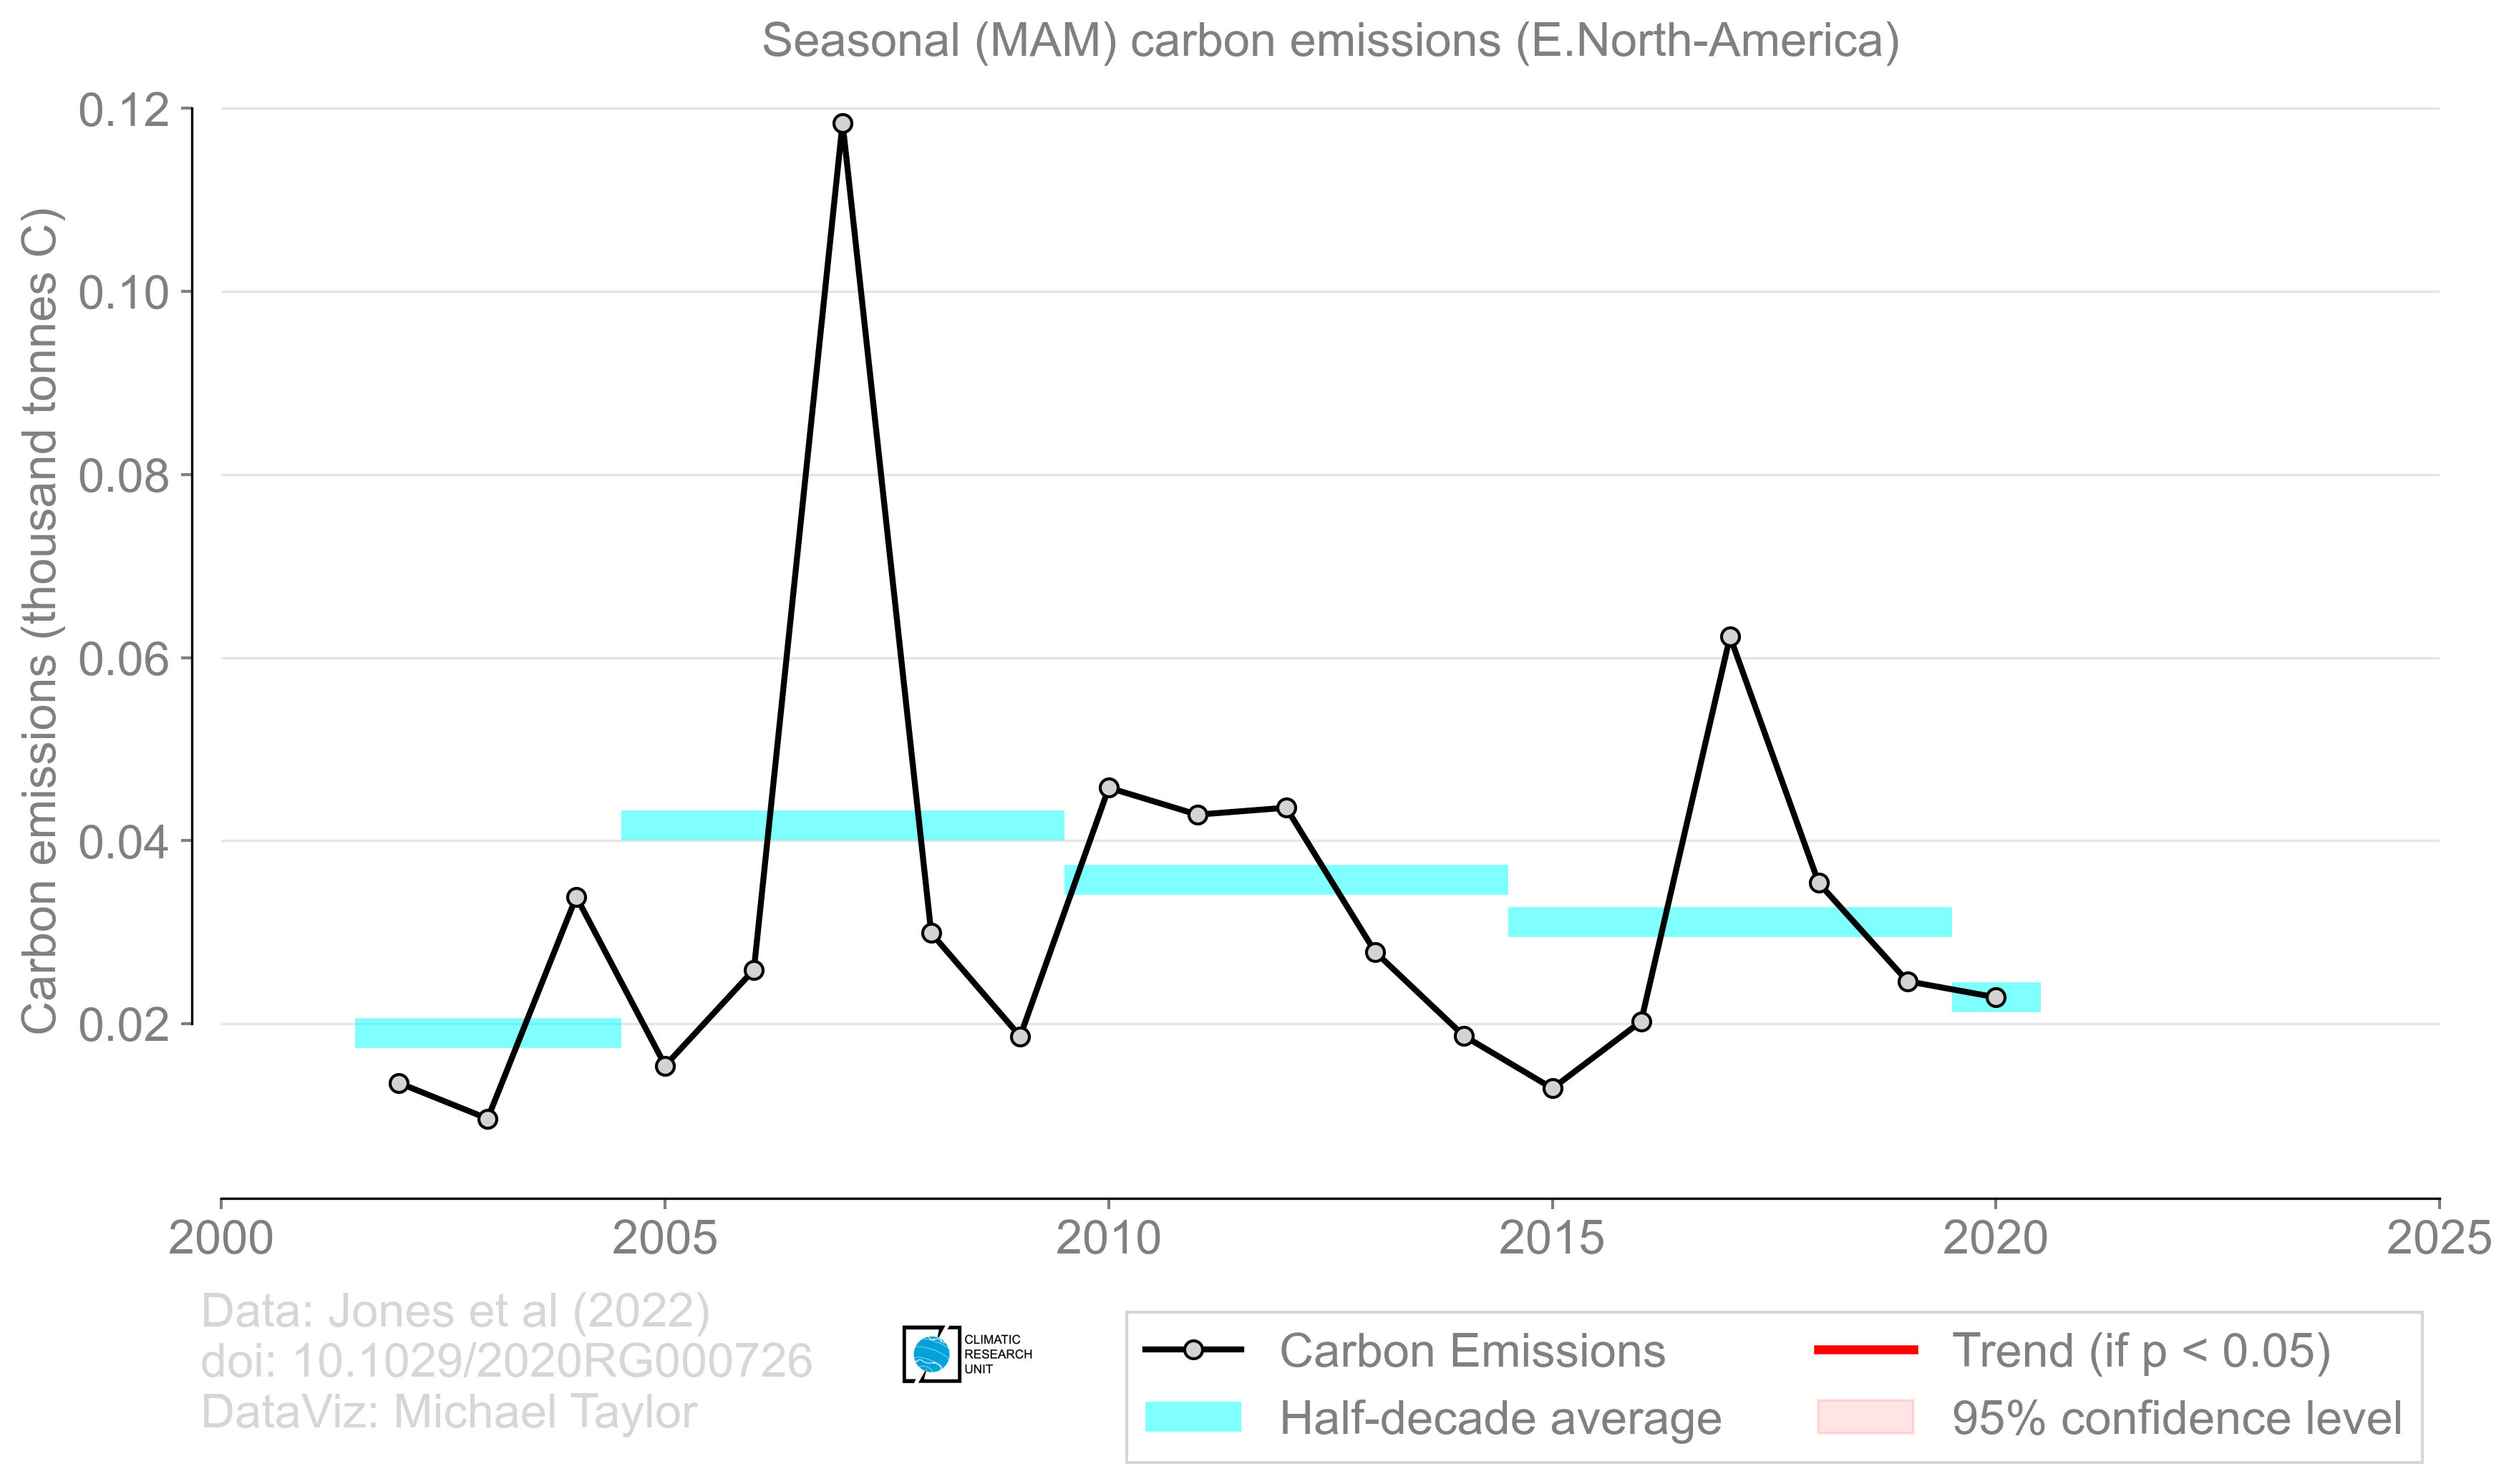 Seasonal (MAM) carbon emissions (E.North-America)
Carbon emissions (thousand tonnes C)
0.12
0.10
0.08
0.06
0.04
0.02
2000 2005 2010 2015 2020 2025
Data: Jones et al (2022)
doi: 10.1029/2020RG000726
DataViz: Michael Taylor
CLIMATIC
RESEARCH
UNIT
Carbon Emissions
Half-decade average
Trend (if p < 0.05)
95% confidence level